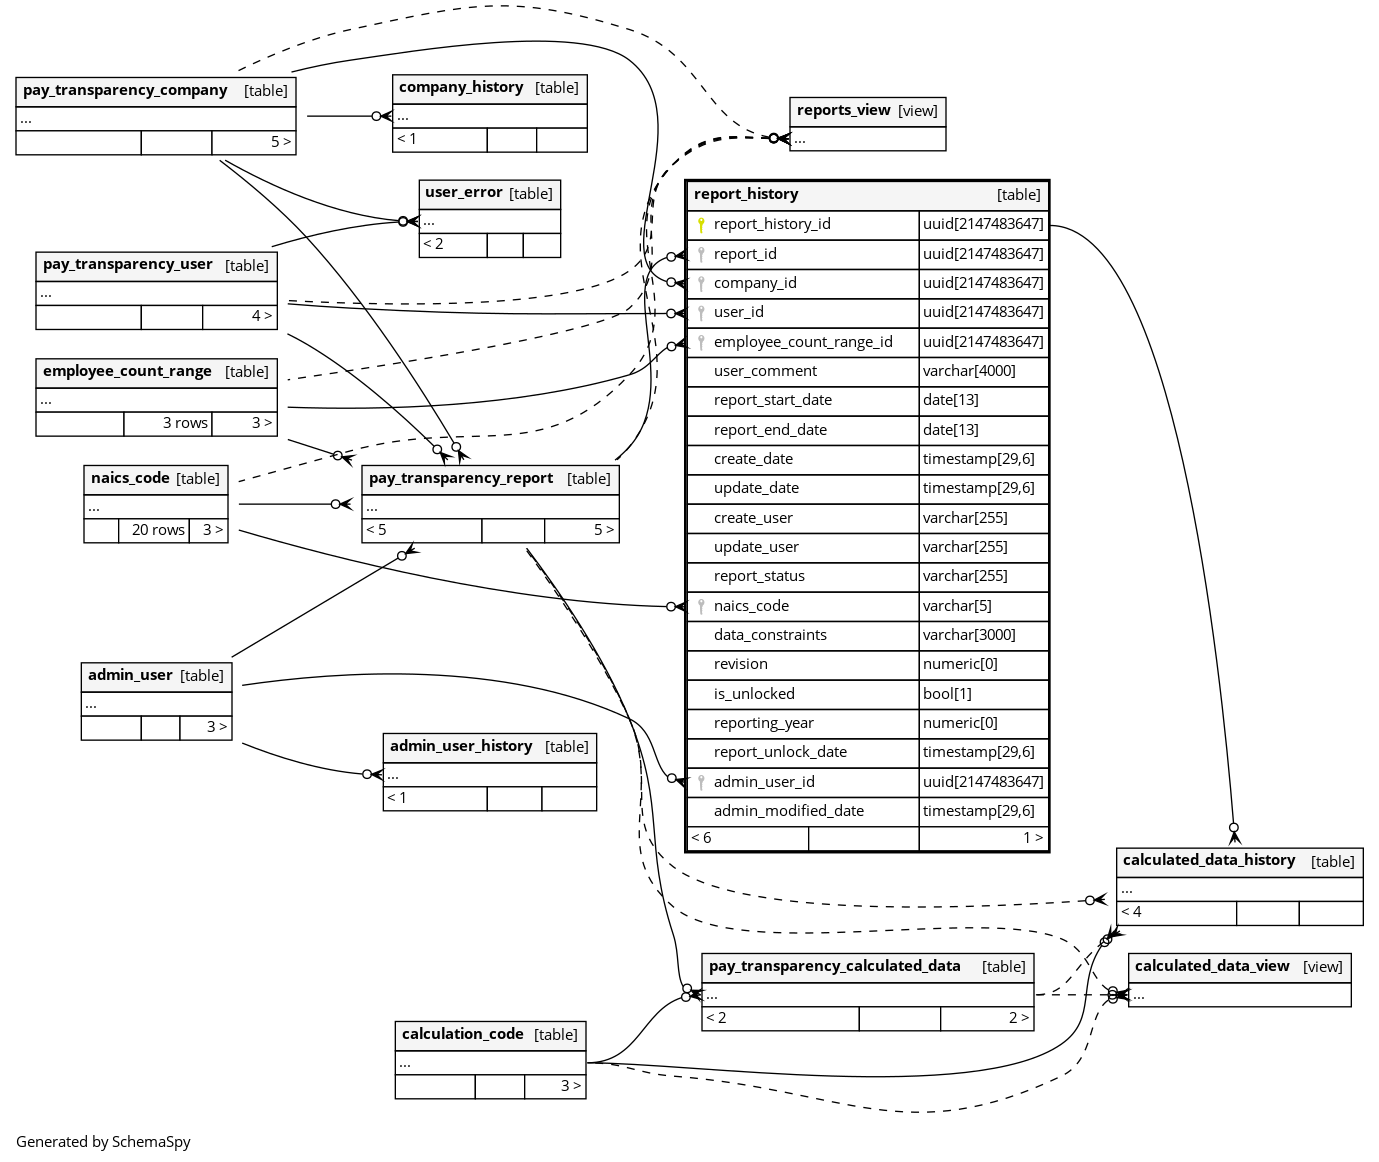 pay_transparency_company [table]
...
5 >
company_history [table]
...
< 1
reports_view [view]
...
user_error [table]
...
< 2
pay_transparency_user [table]
...
4 >
employee_count_range [table]
...
3 rows 3 >
naics_code [table]
...
20 rows 3 >
pay_transparency_report [table]
...
< 5 5 >
report_history [table]
report_history_id uuid[2147483647]
report_id uuid[2147483647]
company_id uuid[2147483647]
user_id uuid[2147483647]
employee_count_range_id uuid[2147483647]
user_comment varchar[4000]
report_start_date date[13]
report_end_date date[13]
create_date timestamp[29,6]
update_date timestamp[29,6]
create_user varchar[255]
update_user varchar[255]
report_status varchar[255]
naics_code varchar[5]
data_constraints varchar[3000]
revision numeric[0]
is_unlocked bool[1]
reporting_year numeric[0]
report_unlock_date timestamp[29,6]
admin_user_id uuid[2147483647]
admin_modified_date timestamp[29,6]
< 6 1 >
admin_user [table]
...
3 >
admin_user_history [table]
...
< 1
calculated_data_history [table]
...
< 4
pay_transparency_calculated_data [table]
...
< 2 2 >
calculated_data_view [view]
...
calculation_code [table]
...
3 >
Generated by SchemaSpy